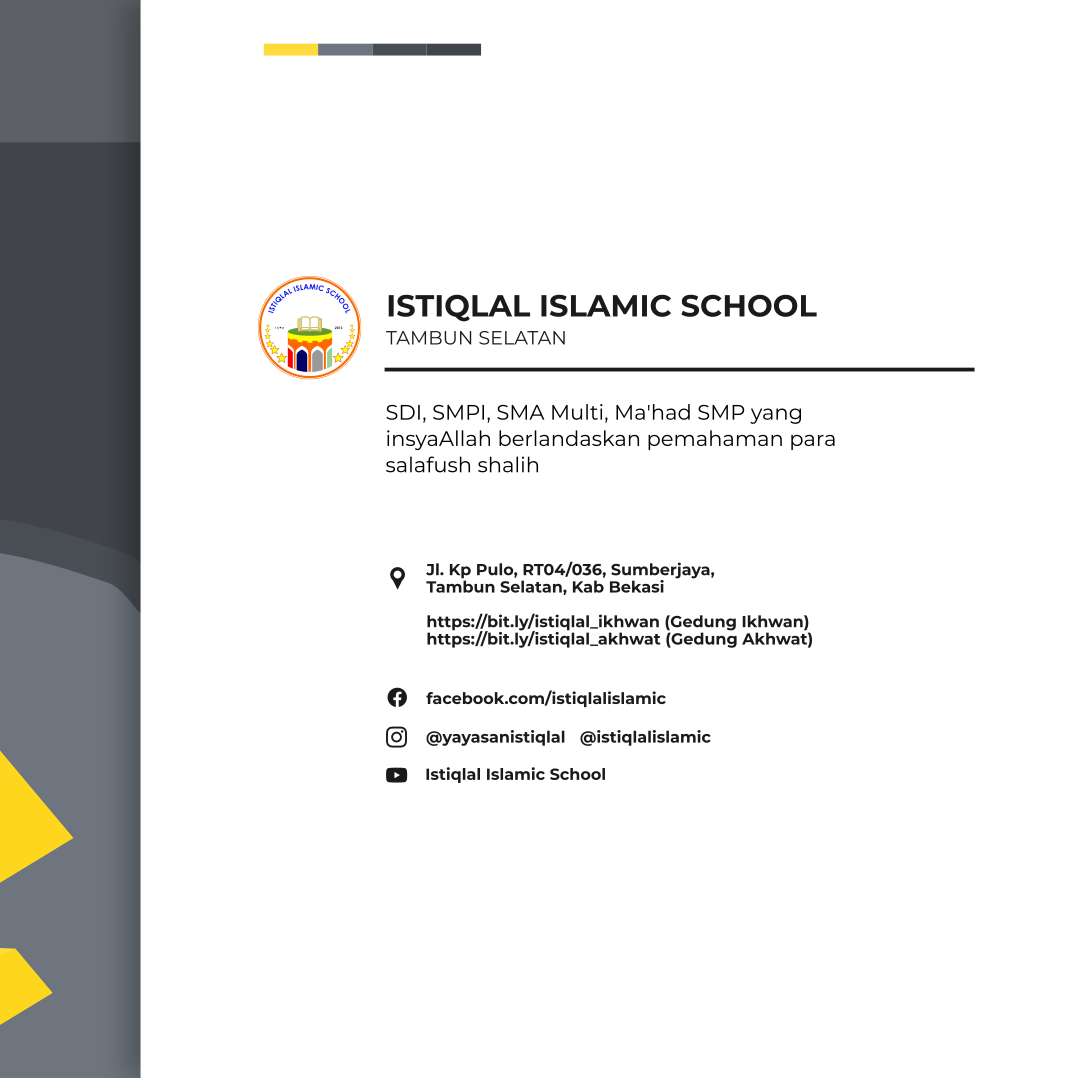 ISTIQLAL ISLAMIC SCHOOL
ISTIQLAL ISLAMIC SCHOOL
TAMBUN SELATAN
SDI, SMPI, SMA Multi, Ma'had SMP yang
insyaAllah berlandaskan pemahaman para
salafush shalih
Jl. Kp Pulo, RT04/036, Sumberjaya,
Tambun Selatan, Kab Bekasi
https://bit.ly/istiqlal_ikhwan (Gedung Ikhwan)
https://bit.ly/istiqlal_akhwat (Gedung Akhwat)
facebook.com/istiqlalislamic
@yayasanistiqlal @istiqlalislamic
Istiqlal Islamic School